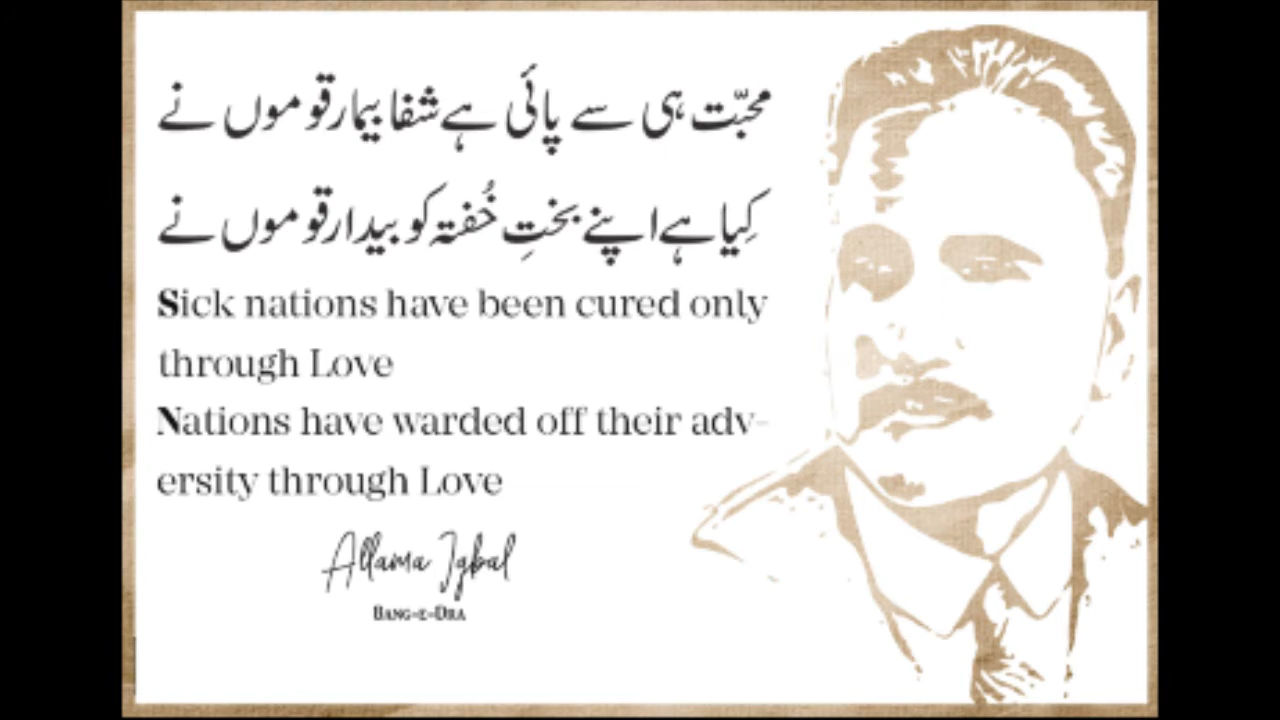 محبّت ہی سے پائی ہے شفا بیمار قوموں نے
کِیا ہے اپنے بختِ خُفتہ کو بیدار قوموں نے
Sick nations have been cured only
through Love
Nations have warded off their adv-
ersity through Love
Allama Iqbal
BANG-E-DRA